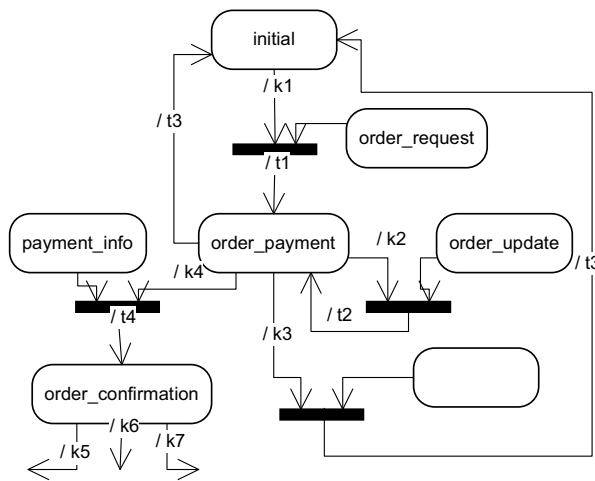 initial
/ k1
/ t3
order_request
/ t1
payment_info
order_payment
/ k2
order_update
/ k4
/ t3
/ t4
/ k3
/ t2
order_confirmation
/ k6
/ k5
/ k7